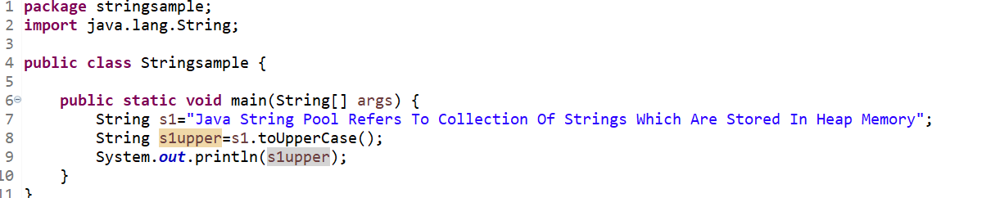 1 package stringsample;
2 import java.lang.String;
3
4 public class Stringsample {
5
6 public static void main(String[] args) {
7 String s1="Java String Pool Refers To Collection Of Strings Which Are Stored In Heap Memory";
8 String s1upper=s1.toUpperCase();
9 System.out.println(s1upper);
10 }
11 }